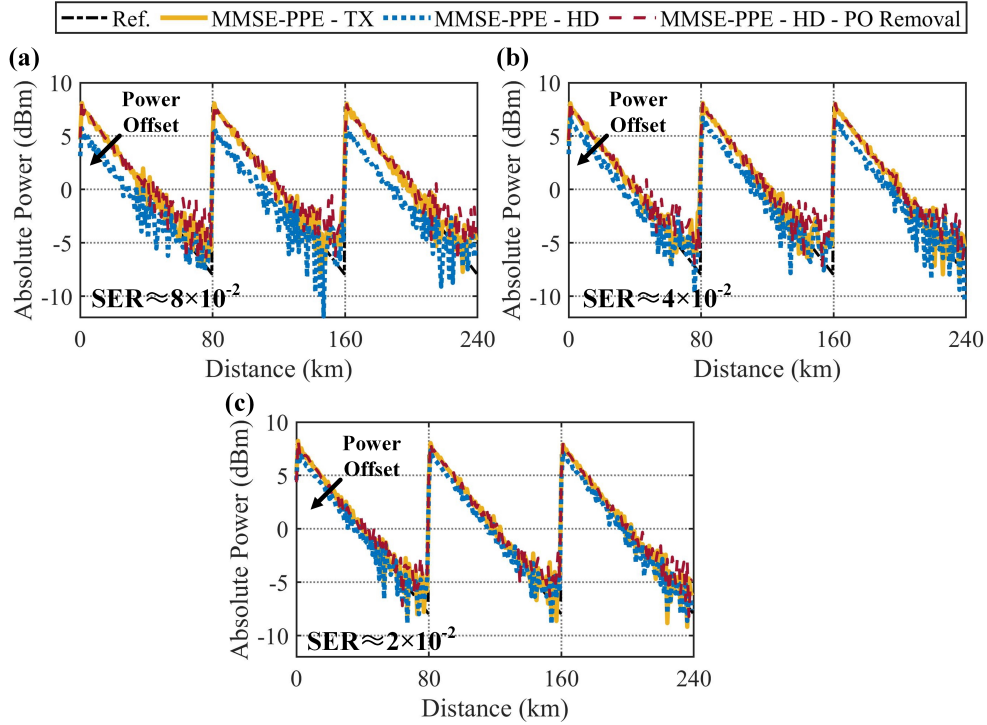 Ref. MMSE-PPE - TX MMSE-PPE - HD MMSE-PPE - HD - PO Removal
(a)
10
5
0
-5
-10
Absolute Power (dBm)
Power
Offset
SER≈8×10⁻²
0 80 160 240
Distance (km)
(b)
10
5
0
-5
-10
Absolute Power (dBm)
Power
Offset
SER≈4×10⁻²
0 80 160 240
Distance (km)
(c)
10
5
0
-5
-10
Absolute Power (dBm)
Power
Offset
SER≈2×10⁻²
0 80 160 240
Distance (km)